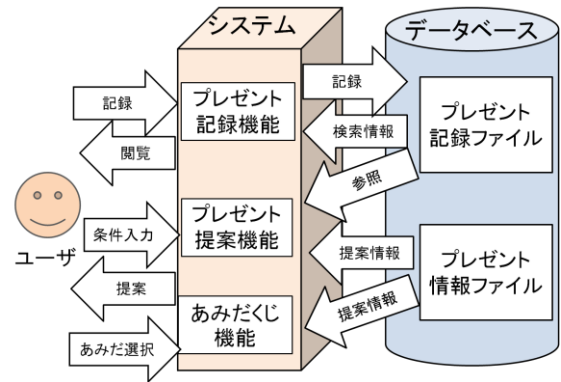 システム
データベース
記録
プレゼント
記録機能
記録
プレゼント
記録ファイル
検索情報
閲覧
参照
ユーザ
条件入力
プレゼント
提案機能
提案情報
プレゼント
情報ファイル
提案
あみだくじ
機能
提案情報
あみだ選択